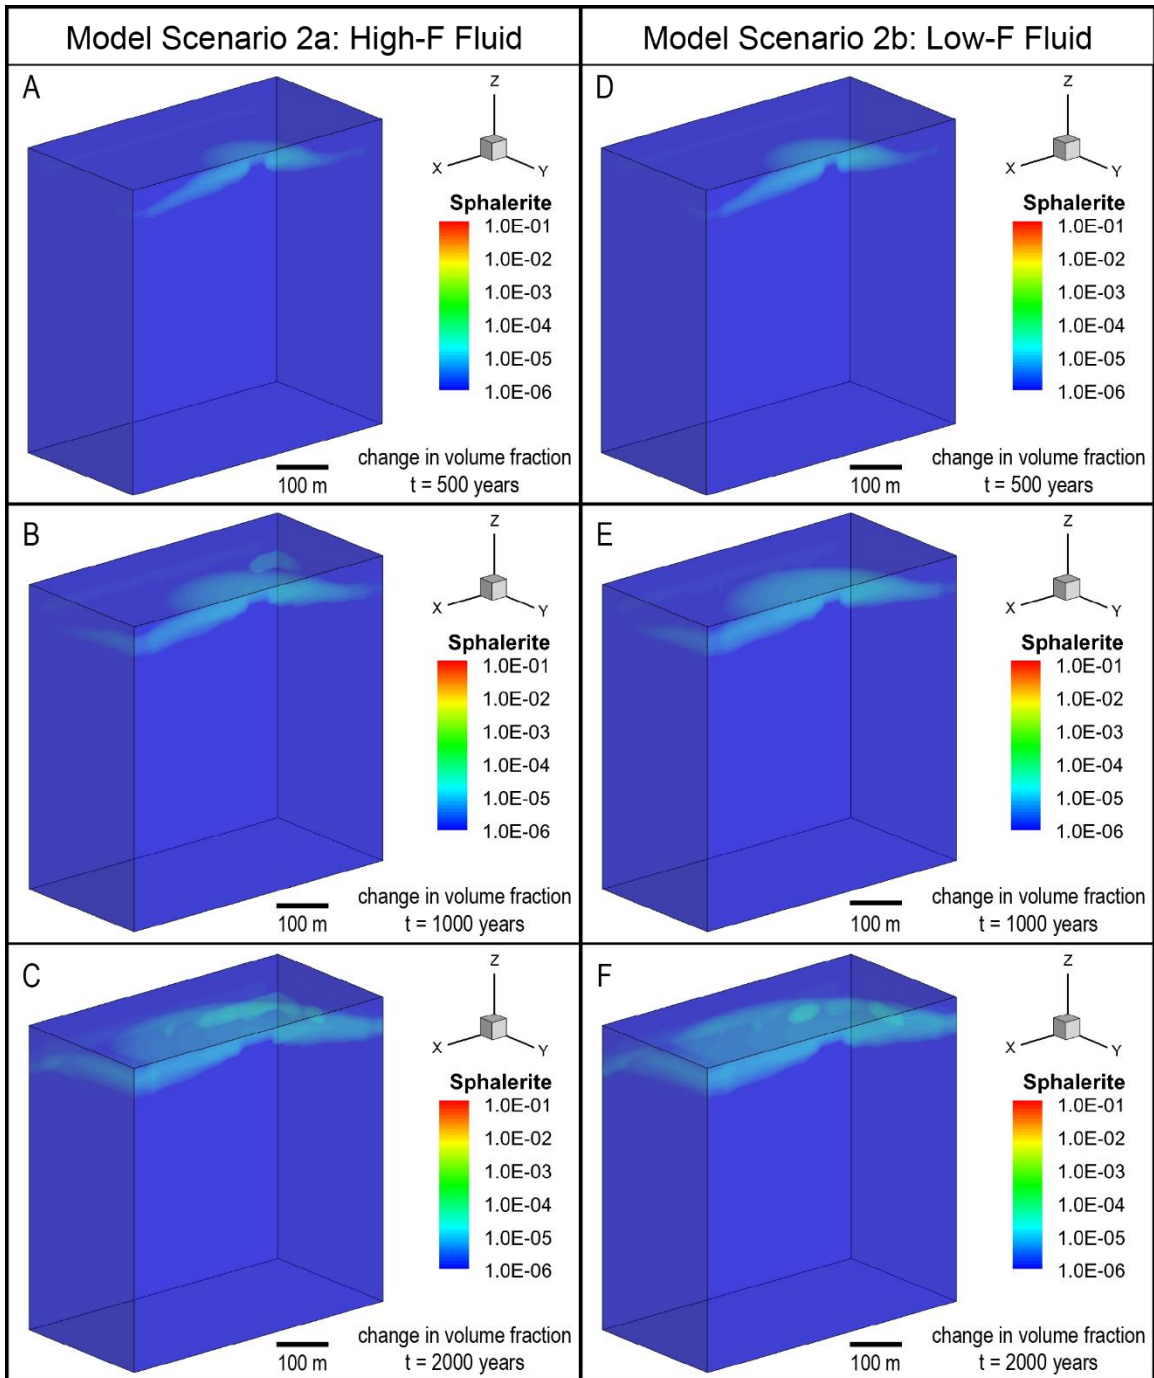 Model Scenario 2a: High-F Fluid
Model Scenario 2b: Low-F Fluid
A
Z
X
Y
Sphalerite
1.0E-01
1.0E-02
1.0E-03
1.0E-04
1.0E-05
1.0E-06
100 m
change in volume fraction
t = 500 years
D
Z
X
Y
Sphalerite
1.0E-01
1.0E-02
1.0E-03
1.0E-04
1.0E-05
1.0E-06
100 m
change in volume fraction
t = 500 years
B
Z
X
Y
Sphalerite
1.0E-01
1.0E-02
1.0E-03
1.0E-04
1.0E-05
1.0E-06
100 m
change in volume fraction
t = 1000 years
E
Z
X
Y
Sphalerite
1.0E-01
1.0E-02
1.0E-03
1.0E-04
1.0E-05
1.0E-06
100 m
change in volume fraction
t = 1000 years
C
Z
X
Y
Sphalerite
1.0E-01
1.0E-02
1.0E-03
1.0E-04
1.0E-05
1.0E-06
100 m
change in volume fraction
t = 2000 years
F
Z
X
Y
Sphalerite
1.0E-01
1.0E-02
1.0E-03
1.0E-04
1.0E-05
1.0E-06
100 m
change in volume fraction
t = 2000 years